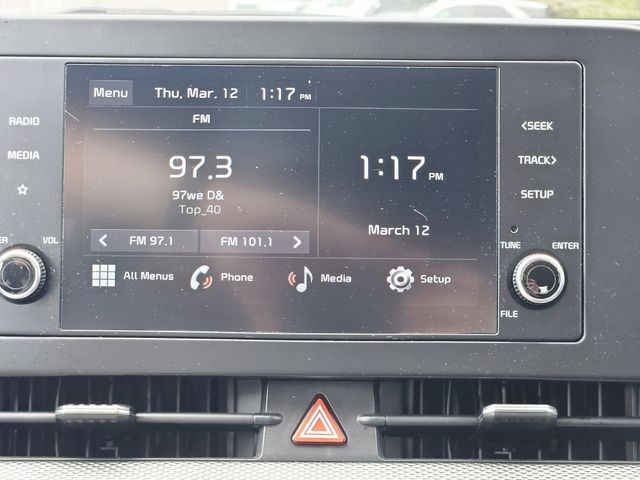 Menu Thu, Mar. 12 1:17 PM
FM
97.3
97we D&
Top_40
< FM 97.1 FM 101.1 >
1:17 PM
March 12
All Menus Phone Media Setup
RADIO
MEDIA
VOL
<SEEK
TRACK>
SETUP
TUNE ENTER
FILE